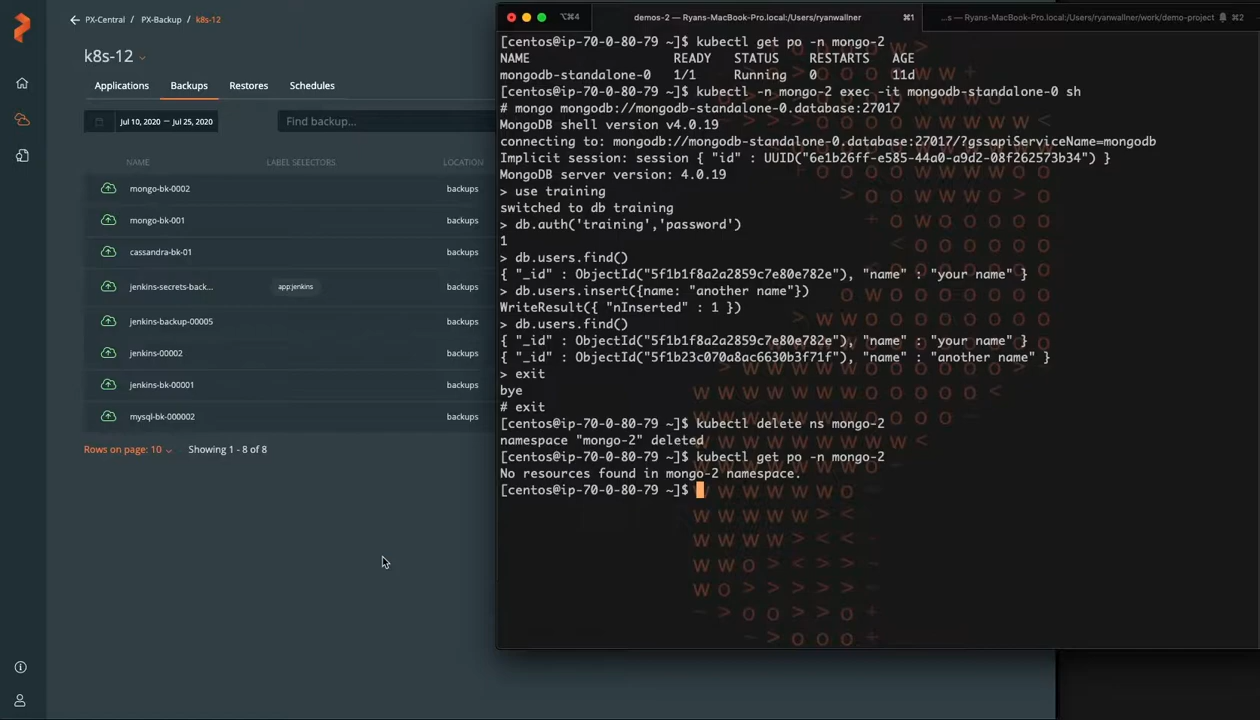 PX-Central / PX-Backup / k8s-12
k8s-12
Applications Backups Restores Schedules
Jul 10, 2020 — Jul 25, 2020 Find backup...
NAME LABEL SELECTORS LOCATION
mongo-bk-0002 backups
mongo-bk-001 backups
cassandra-bk-01 backups
jenkins-secrets-back... app:jenkins backups
jenkins-backup-00005 backups
jenkins-00002 backups
jenkins-bk-00001 backups
mysql-bk-000002 backups
Rows on page: 10 Showing 1 - 8 of 8
⌥⌘4 demos-2 — Ryans-MacBook-Pro.local:/Users/ryanwallner ⌘1 ...s — Ryans-MacBook-Pro.local:/Users/ryanwallner/work/demo-project ⌘2
[centos@ip-70-0-80-79 ~]$ kubectl get po -n mongo-2
NAME READY STATUS RESTARTS AGE
mongodb-standalone-0 1/1 Running 0 11d
[centos@ip-70-0-80-79 ~]$ kubectl -n mongo-2 exec -it mongodb-standalone-0 sh
# mongo mongodb://mongodb-standalone-0.database:27017
MongoDB shell version v4.0.19
connecting to: mongodb://mongodb-standalone-0.database:27017/?gssapiServiceName=mongodb
Implicit session: session { "id" : UUID("6e1b26ff-e585-44a0-a9d2-08f262573b34") }
MongoDB server version: 4.0.19
> use training
switched to db training
> db.auth('training','password')
1
> db.users.find()
{ "_id" : ObjectId("5f1b1f8a2a2859c7e80e782e"), "name" : "your name" }
> db.users.insert({name: "another name"})
WriteResult({ "nInserted" : 1 })
> db.users.find()
{ "_id" : ObjectId("5f1b1f8a2a2859c7e80e782e"), "name" : "your name" }
{ "_id" : ObjectId("5f1b23c070a8ac6630b3f71f"), "name" : "another name" }
> exit
bye
# exit
[centos@ip-70-0-80-79 ~]$ kubectl delete ns mongo-2
namespace "mongo-2" deleted
[centos@ip-70-0-80-79 ~]$ kubectl get po -n mongo-2
No resources found in mongo-2 namespace.
[centos@ip-70-0-80-79 ~]$